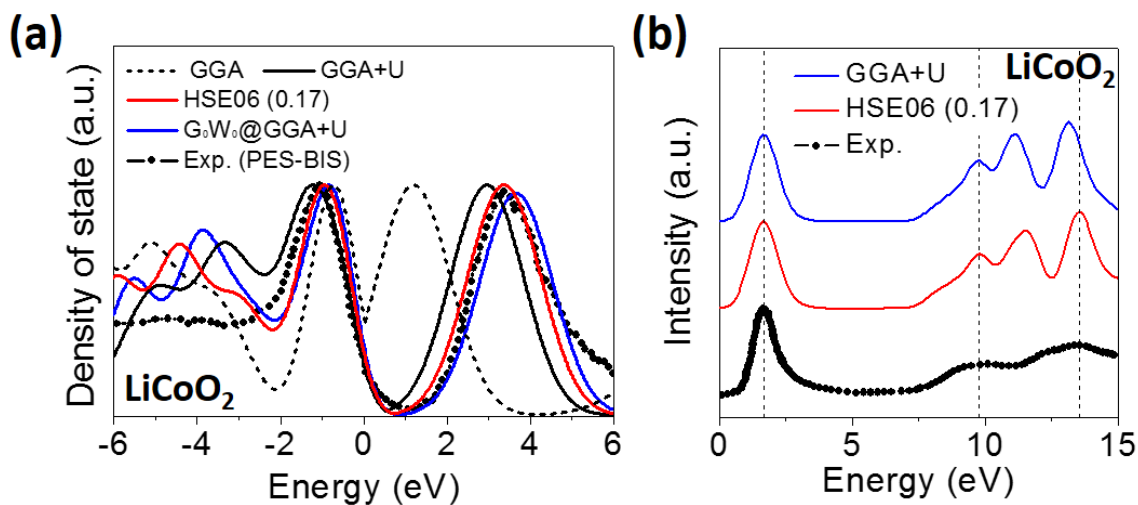 (a)
Density of state (a.u.)
GGA GGA+U
HSE06 (0.17)
G₀W₀@GGA+U
Exp. (PES-BIS)
LiCoO₂
-6 -4 -2 0 2 4 6
Energy (eV)
(b)
Intensity (a.u.)
LiCoO₂
GGA+U
HSE06 (0.17)
Exp.
0 5 10 15
Energy (eV)